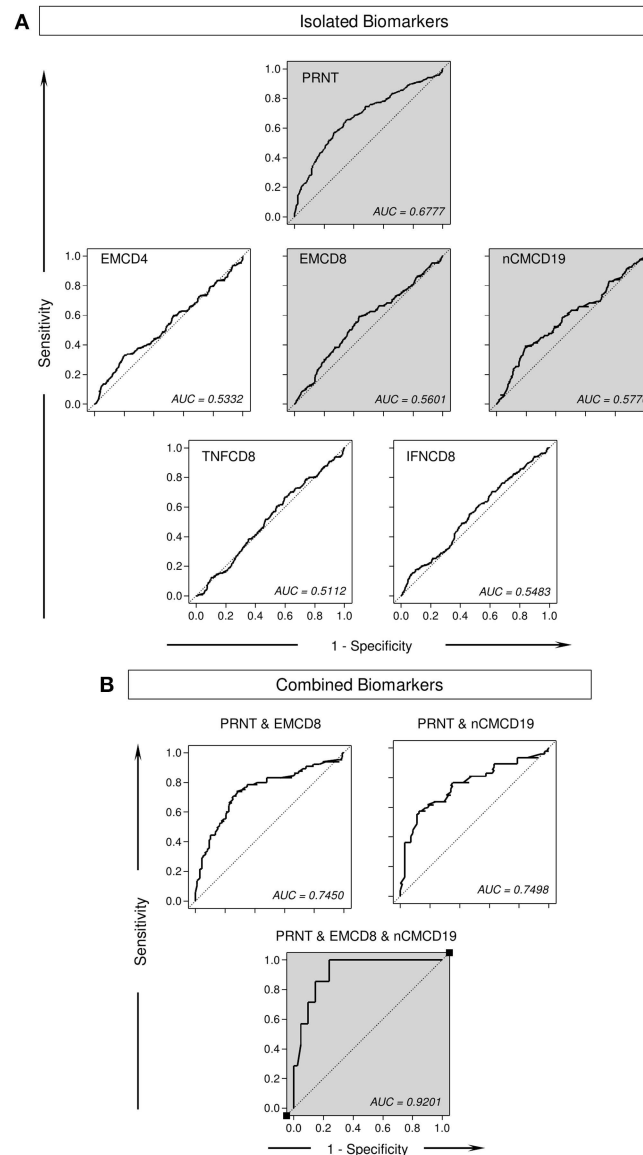 A
Isolated Biomarkers
PRNT
1.0
0.8
0.6
0.4
0.2
0.0
AUC = 0.6777
Sensitivity
EMCD4
1.0
0.8
0.6
0.4
0.2
0.0
AUC = 0.5332
EMCD8
AUC = 0.5601
nCMCD19
TNFCD8
1.0
0.8
0.6
0.4
0.2
0.0
AUC = 0.5112
0.0 0.2 0.4 0.6 0.8 1.0
IFNCD8
AUC = 0.5483
0.0 0.2 0.4 0.6 0.8 1.0
1 - Specificity
B
Combined Biomarkers
Sensitivity
PRNT & EMCD8
1.0
0.8
0.6
0.4
0.2
0.0
AUC = 0.7450
PRNT & nCMCD19
AUC = 0.7498
PRNT & EMCD8 & nCMCD19
1.0
0.8
0.6
0.4
0.2
0.0
AUC = 0.9201
0.0 0.2 0.4 0.6 0.8 1.0
1 - Specificity